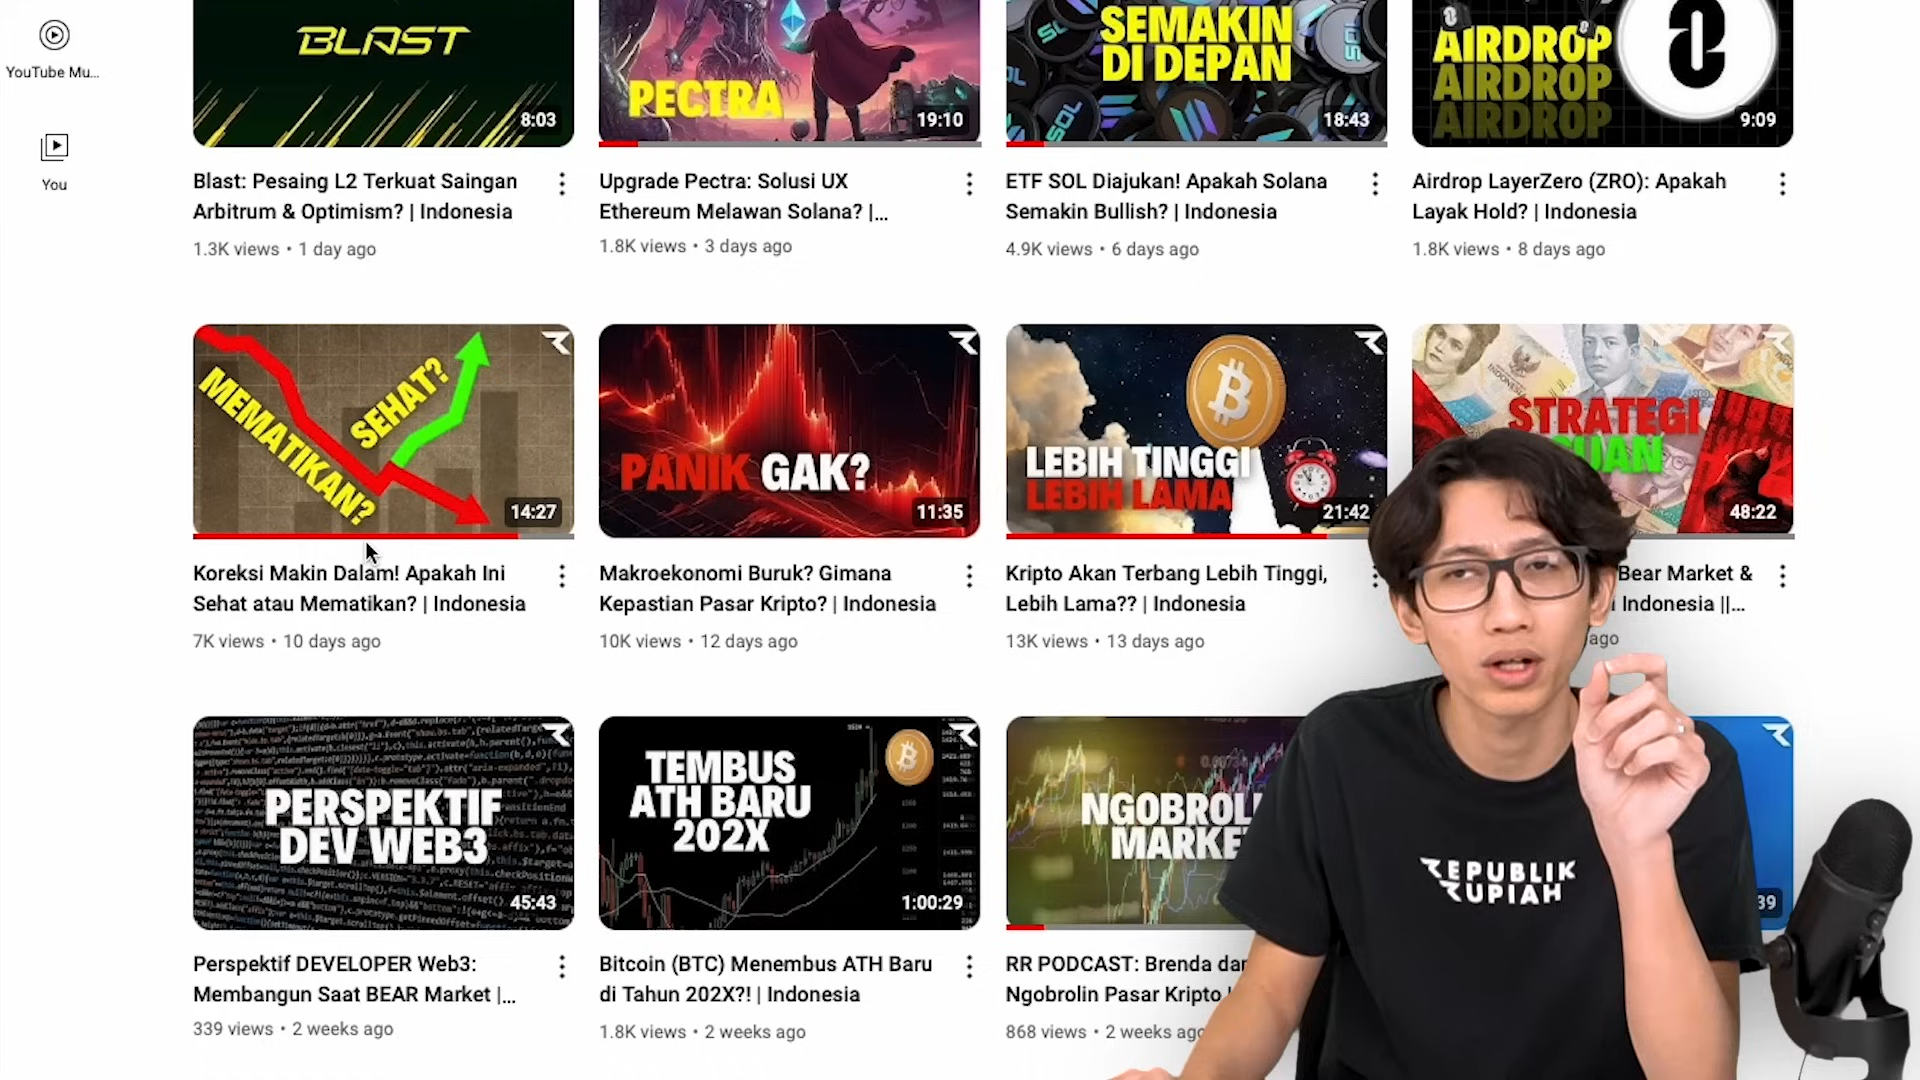 YouTube Mu...
You
BLAST
8:03
Blast: Pesaing L2 Terkuat Saingan
Arbitrum & Optimism? | Indonesia
1.3K views • 1 day ago
PECTRA
19:10
Upgrade Pectra: Solusi UX
Ethereum Melawan Solana? |...
1.8K views • 3 days ago
SEMAKIN
DI DEPAN
SOL
SOL
SOL
18:43
ETF SOL Diajukan! Apakah Solana
Semakin Bullish? | Indonesia
4.9K views • 6 days ago
AIRDROP
AIRDROP
AIRDROP
9:09
Airdrop LayerZero (ZRO): Apakah
Layak Hold? | Indonesia
1.8K views • 8 days ago
MEMATIKAN?
SEHAT?
14:27
Koreksi Makin Dalam! Apakah Ini
Sehat atau Mematikan? | Indonesia
7K views • 10 days ago
PANIK GAK?
11:35
Makroekonomi Buruk? Gimana
Kepastian Pasar Kripto? | Indonesia
10K views • 12 days ago
LEBIH TINGGI
LEBIH LAMA
21:42
Kripto Akan Terbang Lebih Tinggi,
Lebih Lama?? | Indonesia
13K views • 13 days ago
STRATEGI
CUAN
48:22
Bear Market &
Indonesia ||...
ago
PERSPEKTIF
DEV WEB3
45:43
Perspektif DEVELOPER Web3:
Membangun Saat BEAR Market |...
339 views • 2 weeks ago
TEMBUS
ATH BARU
202X
1:00:29
Bitcoin (BTC) Menembus ATH Baru
di Tahun 202X?! | Indonesia
1.8K views • 2 weeks ago
NGOBROL
MARKE
RR PODCAST: Brenda dar
Ngobrolin Pasar Kripto
868 views • 2 weeks ago
39
REPUBLIK
RUPIAH